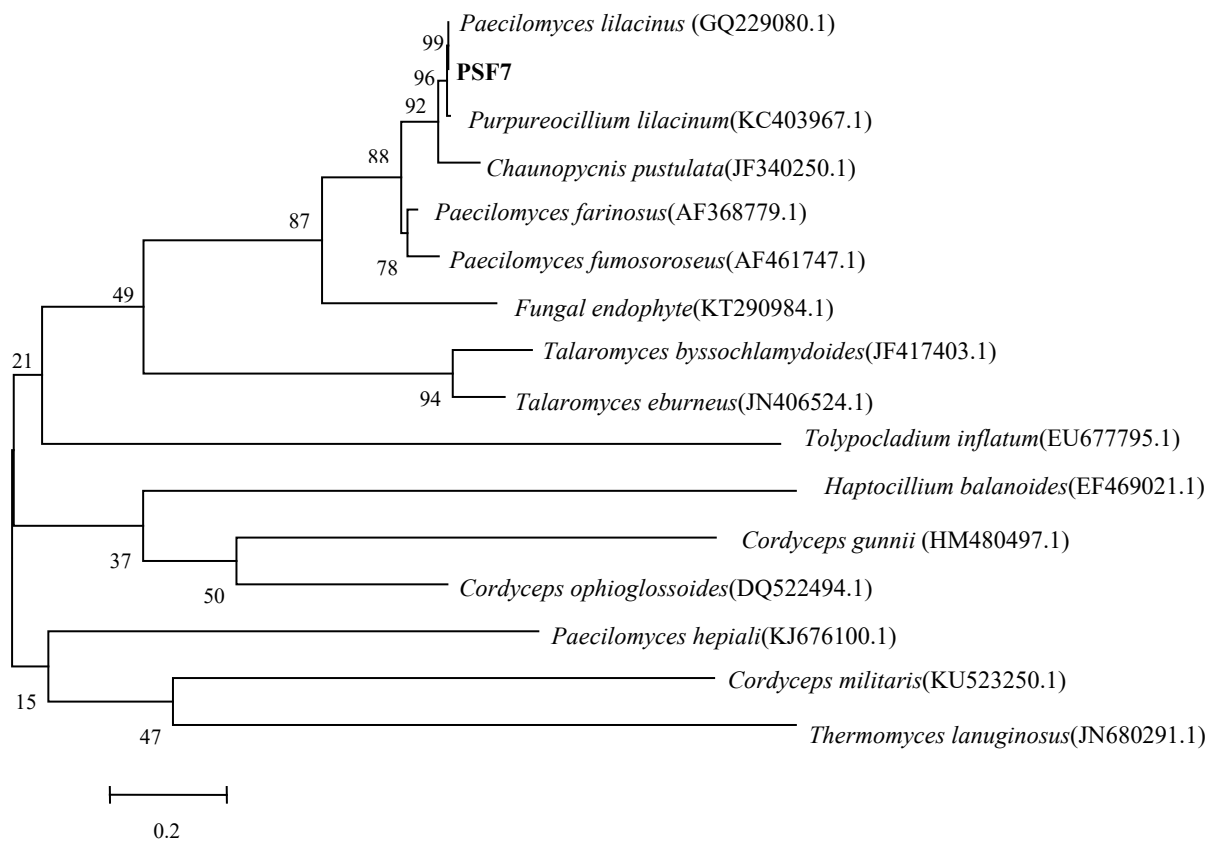 Paecilomyces lilacinus (GQ229080.1)
99
PSF7
96
92
Purpureocillium lilacinum(KC403967.1)
88
Chaunopycnis pustulata(JF340250.1)
87
Paecilomyces farinosus(AF368779.1)
78
Paecilomyces fumosoroseus(AF461747.1)
49
Fungal endophyte(KT290984.1)
21
Talaromyces byssochlamydoides(JF417403.1)
94
Talaromyces eburneus(JN406524.1)
Tolypocladium inflatum(EU677795.1)
Haptocillium balanoides(EF469021.1)
37
Cordyceps gunnii (HM480497.1)
50
Cordyceps ophioglossoides(DQ522494.1)
Paecilomyces hepiali(KJ676100.1)
15
Cordyceps militaris(KU523250.1)
47
Thermomyces lanuginosus(JN680291.1)
0.2